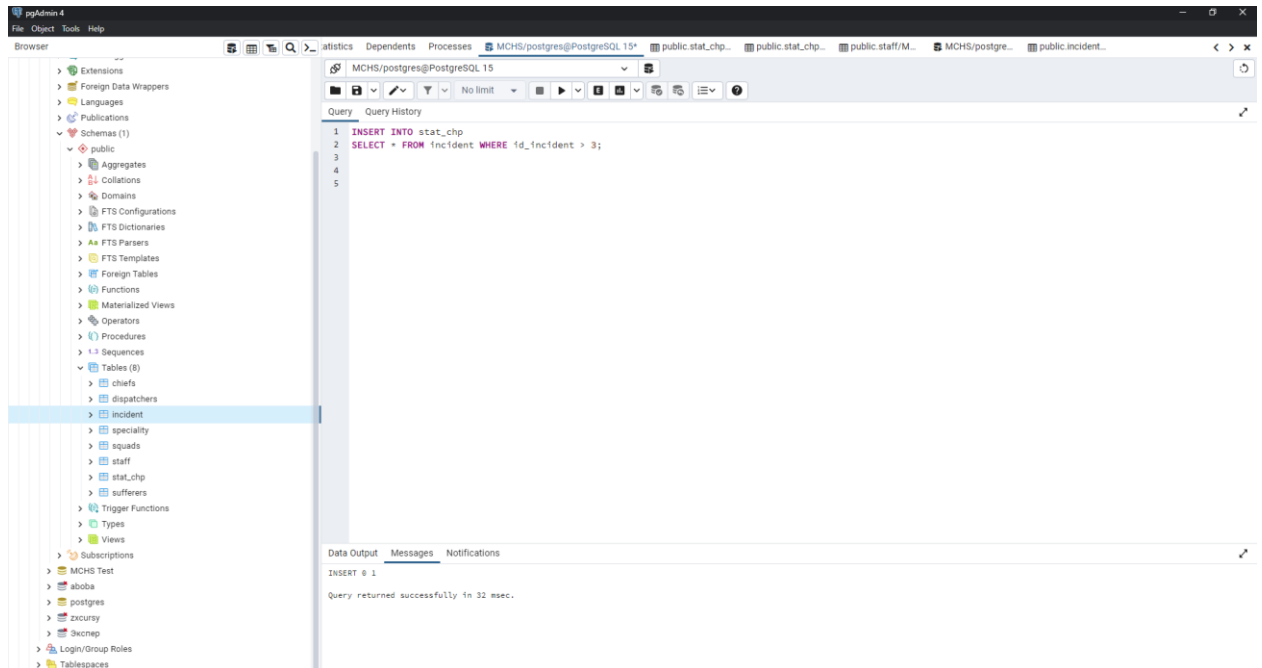 pgAdmin 4
File Object Tools Help
Browser
atistics Dependents Processes MCHS/postgres@PostgreSQL 15* public.stat_chp... public.stat_chp... public.staff/M... MCHS/postgre... public.incident...
Extensions
Foreign Data Wrappers
Languages
Publications
Schemas (1)
public
Aggregates
Collations
Domains
FTS Configurations
FTS Dictionaries
Aa FTS Parsers
FTS Templates
Foreign Tables
Functions
Materialized Views
Operators
Procedures
1..3 Sequences
Tables (8)
chiefs
dispatchers
incident
speciality
squads
staff
stat_chp
sufferers
Trigger Functions
Types
Views
Subscriptions
MCHS Test
aboba
postgres
zxcursy
Экспер
Login/Group Roles
Tablespaces
MCHS/postgres@PostgreSQL 15
No limit
Query Query History
1 INSERT INTO stat_chp
2 SELECT * FROM incident WHERE id_incident > 3;
3
4
5
Data Output Messages Notifications
INSERT 0 1
Query returned successfully in 32 msec.